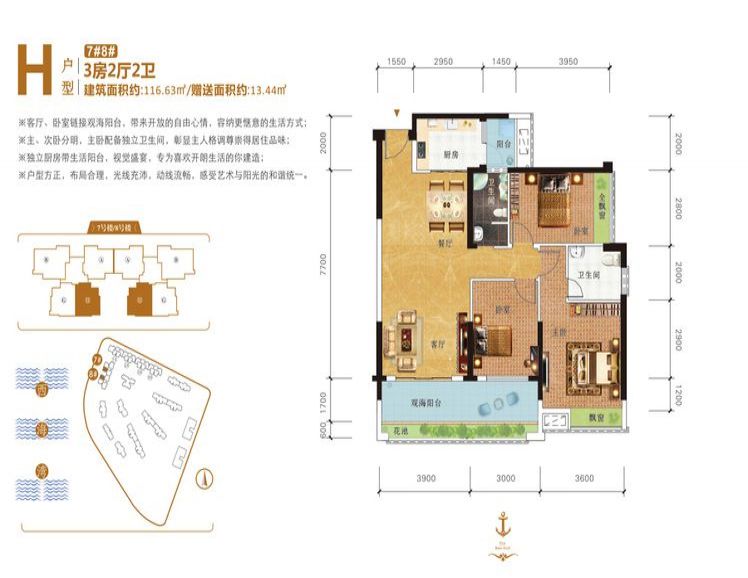 H
户型
7#8#
3房2厅2卫
建筑面积约:116.63㎡/赠送面积约:13.44㎡
※客厅、卧室链接观海阳台，带来开放的自由心情，容纳更惬意的生活方式；
※主、次卧分明，主卧配备独立卫生间，彰显主人格调尊崇得居住品味；
※独立厨房带生活阳台，视觉盛宴，专为喜欢开朗生活的你建造；
※户型方正，布局合理，光线充沛，动线流畅，感受艺术与阳光的和谐统一。
7号楼/8号楼
7#
8#
西
海
湾
1550 2950 1450 3950
2000
7700
1700
600
2000
2800
2000
2900
1200
厨房
阳台
卫生间
卧室
全飘窗
餐厅
卫生间
卧室
客厅
主卧
观海阳台
花池
飘窗
3900 3000 3600